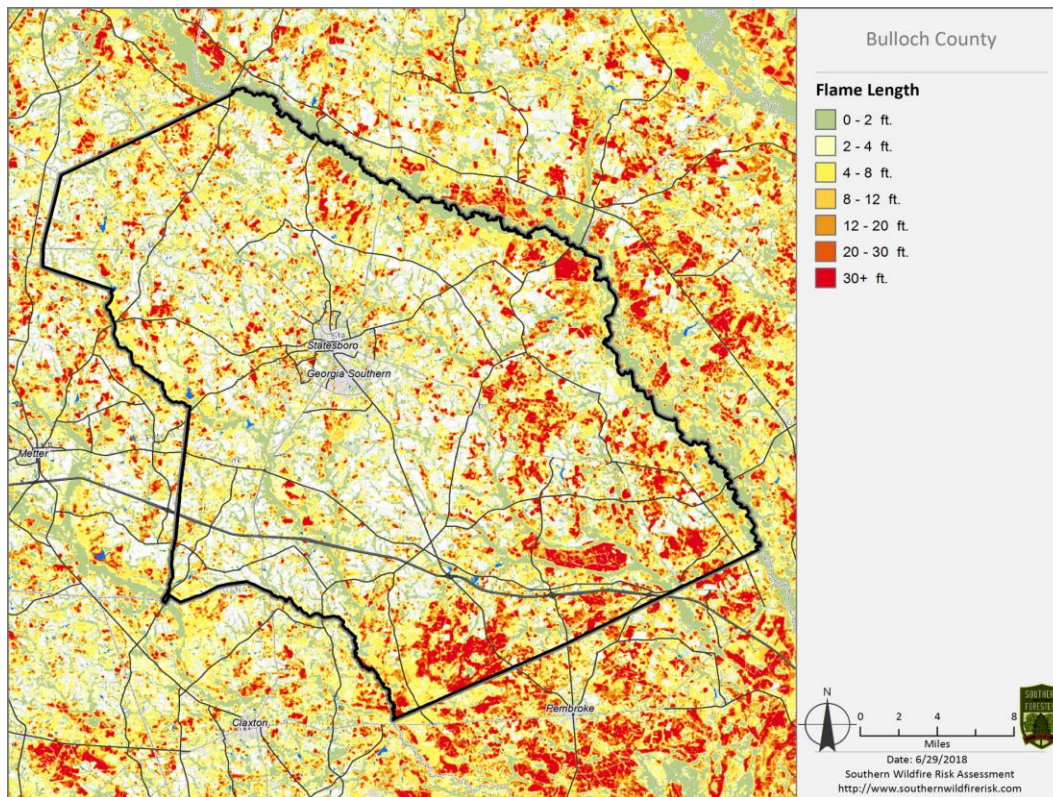 Bulloch County
Flame Length
0 - 2 ft.
2 - 4 ft.
4 - 8 ft.
8 - 12 ft.
12 - 20 ft.
20 - 30 ft.
30+ ft.
Statesboro
Georgia Southern
Metter
Claxton
Pembroke
N
0 2 4 8
Miles
SOUTHERN
Date: 6/29/2018
Southern Wildfire Risk Assessment
http://www.southernwildfirerisk.com